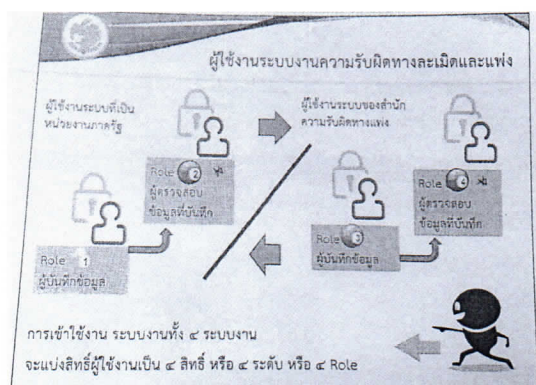 ผู้ใช้งานระบบงานความรับผิดทางละเมิดและแพ่ง
ผู้ใช้งานระบบที่เป็น
หน่วยงานภาครัฐ
Role 2
ผู้ตรวจสอบ
ข้อมูลที่บันทึก
Role 1
ผู้บันทึกข้อมูล
ผู้ใช้งานระบบของสำนัก
ความรับผิดทางแพ่ง
Role 4
ผู้ตรวจสอบ
ข้อมูลที่บันทึก
Role 3
ผู้บันทึกข้อมูล
การเข้าใช้งาน ระบบงานทั้ง ๔ ระบบงาน
จะแบ่งสิทธิ์ผู้ใช้งานเป็น ๔ สิทธิ์ หรือ ๔ ระดับ หรือ ๔ Role